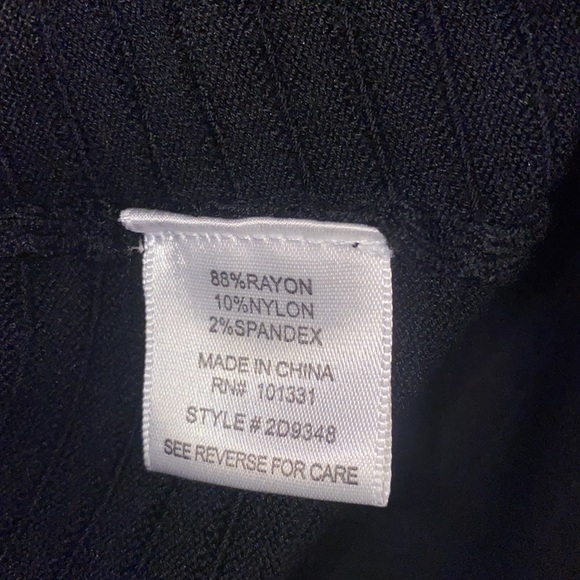 88%RAYON
10%NYLON
2%SPANDEX
MADE IN CHINA
RN# 101331
STYLE # 2D9348
SEE REVERSE FOR CARE